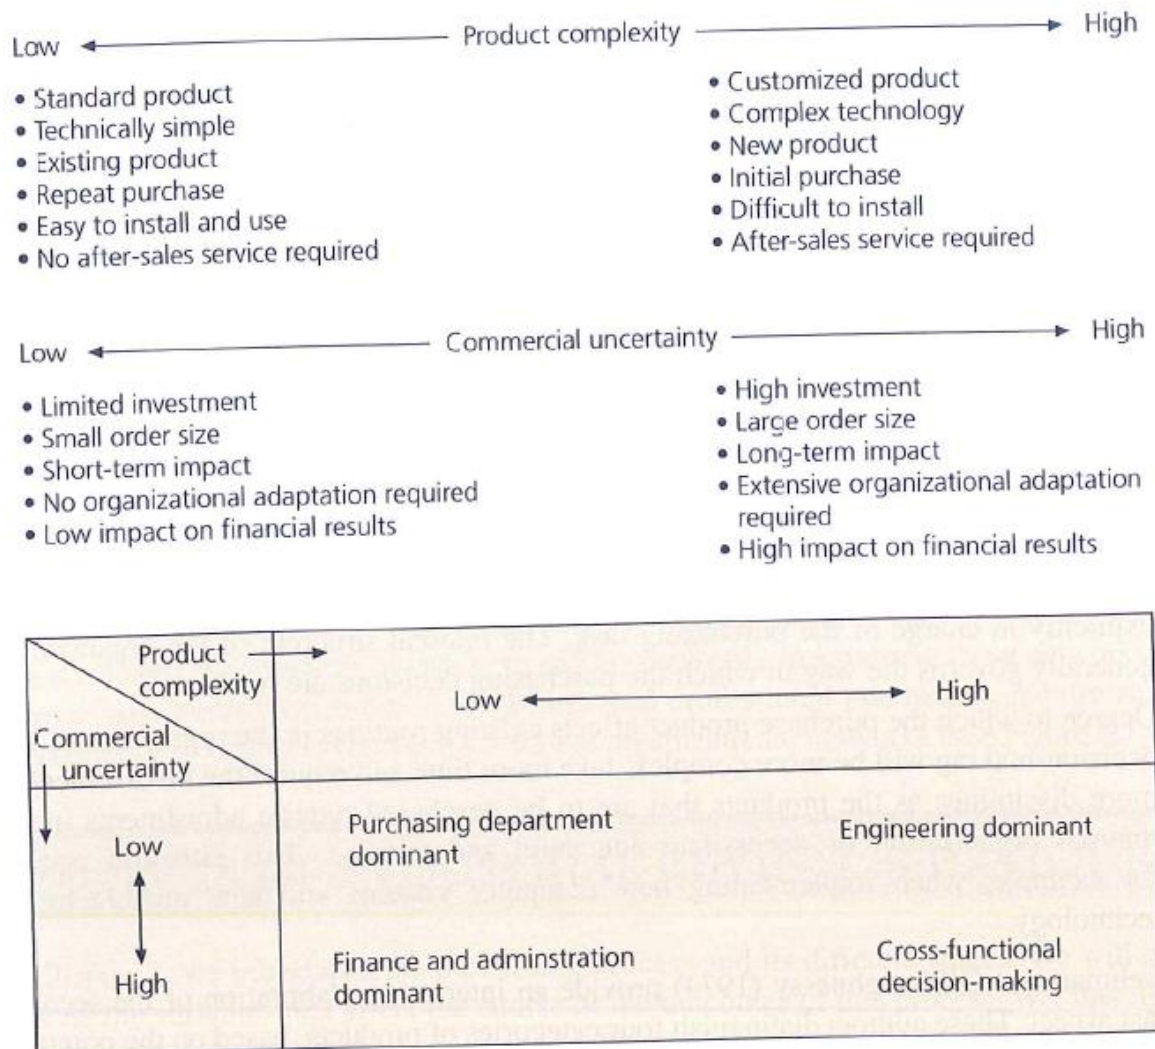 Low Product complexity High
• Standard product
• Technically simple
• Existing product
• Repeat purchase
• Easy to install and use
• No after-sales service required
• Customized product
• Complex technology
• New product
• Initial purchase
• Difficult to install
• After-sales service required
Low Commercial uncertainty High
• Limited investment
• Small order size
• Short-term impact
• No organizational adaptation required
• Low impact on financial results
• High investment
• Large order size
• Long-term impact
• Extensive organizational adaptation
required
• High impact on financial results
Product
complexity
Low High
Commercial
uncertainty
Low
Purchasing department
dominant
Engineering dominant
High
Finance and adminstration
dominant
Cross-functional
decision-making